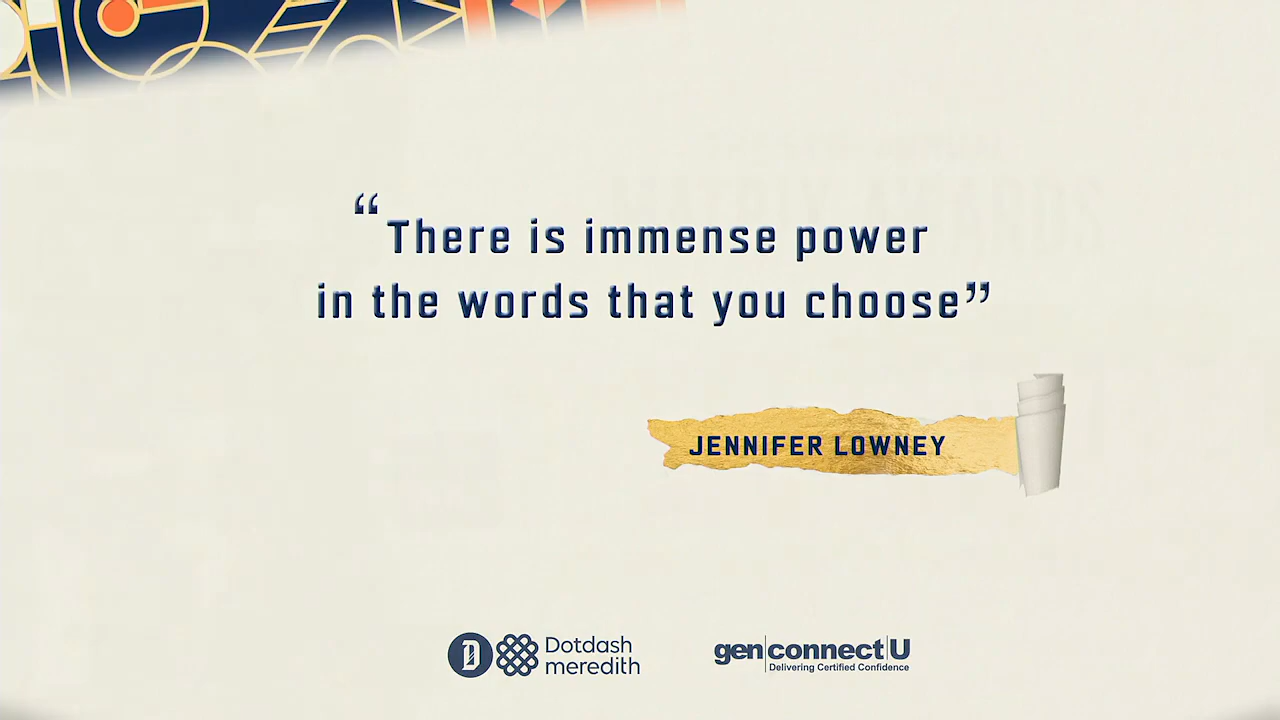 “There is immense power
in the words that you choose”
JENNIFER LOWNEY
Dotdash
meredith
gen connect U
Delivering Certified Confidence